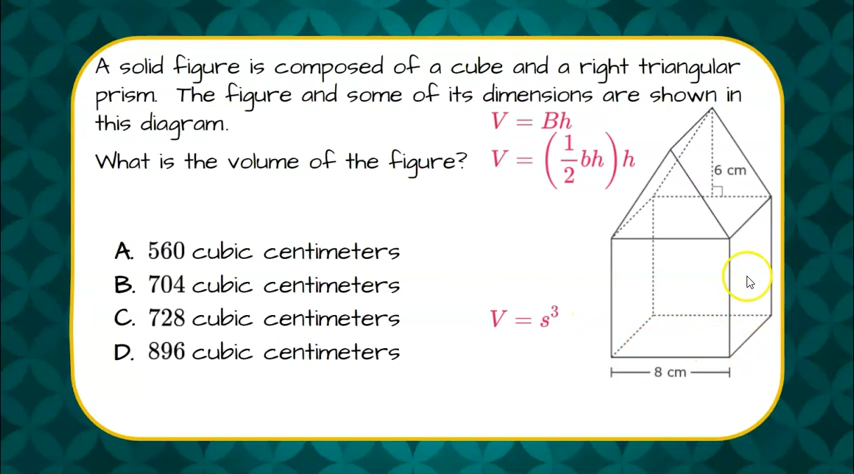 A solid figure is composed of a cube and a right triangular
prism. The figure and some of its dimensions are shown in
this diagram.
V = Bh
What is the volume of the figure?
V = (1/2 bh) h
6 cm
A. 560 cubic centimeters
B. 704 cubic centimeters
C. 728 cubic centimeters
V = s³
D. 896 cubic centimeters
8 cm